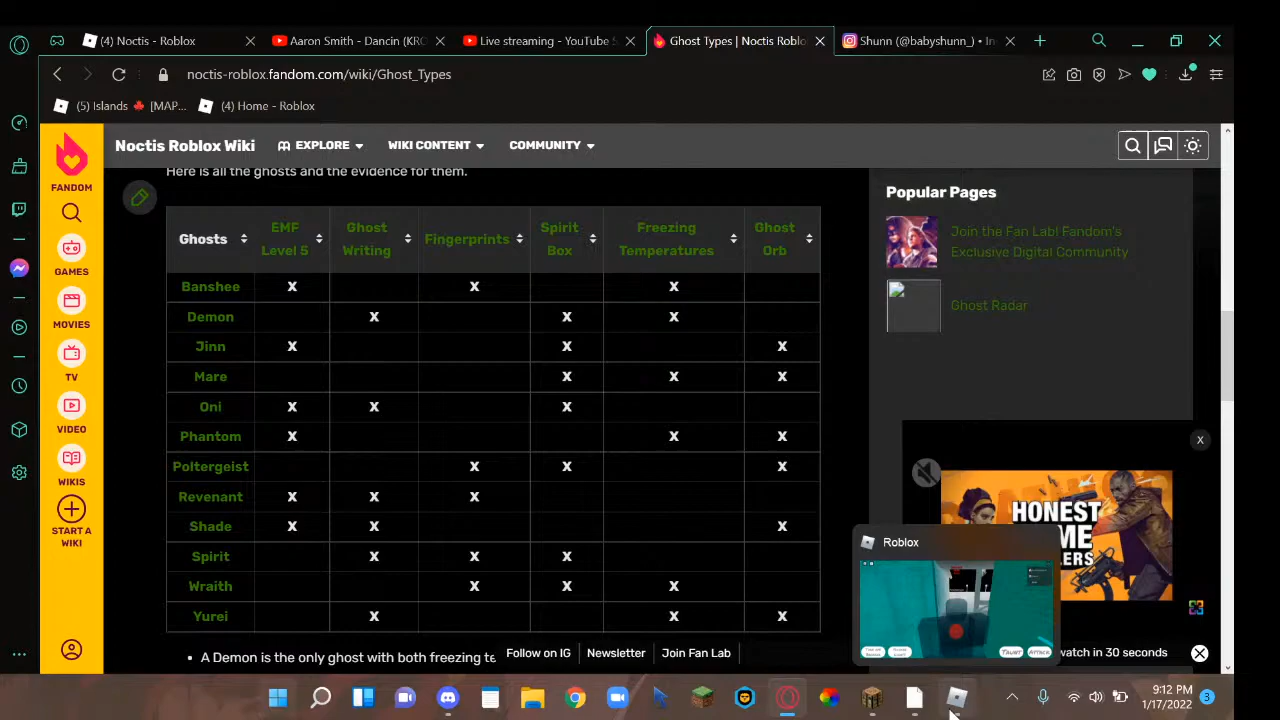 (4) Noctis - Roblox
Aaron Smith - Dancin (KRO
Live streaming - YouTube S
Ghost Types | Noctis Roblo
Shunn (@babyshunn_) • In
noctis-roblox.fandom.com/wiki/Ghost_Types
(5) Islands 🍁 [MAP...
(4) Home - Roblox
Noctis Roblox Wiki
EXPLORE
WIKI CONTENT
COMMUNITY
FANDOM
GAMES
MOVIES
TV
VIDEO
WIKIS
START A
WIKI
Here is all the ghosts and the evidence for them.
Ghosts EMF Level 5 Ghost Writing Fingerprints Spirit Box Freezing Temperatures Ghost Orb
Banshee X X X
Demon X X X
Jinn X X X
Mare X X X
Oni X X X
Phantom X X X
Poltergeist X X X
Revenant X X X
Shade X X X
Spirit X X X
Wraith X X X
Yurei X X X
• A Demon is the only ghost with both freezing te
Follow on IG
Newsletter
Join Fan Lab
Popular Pages
Join the Fan Lab! Fandom's
Exclusive Digital Community
Ghost Radar
X
HONEST
ME
ERS
Roblox
TAUNT
ATTACK
watch in 30 seconds
9:12 PM
1/17/2022
3